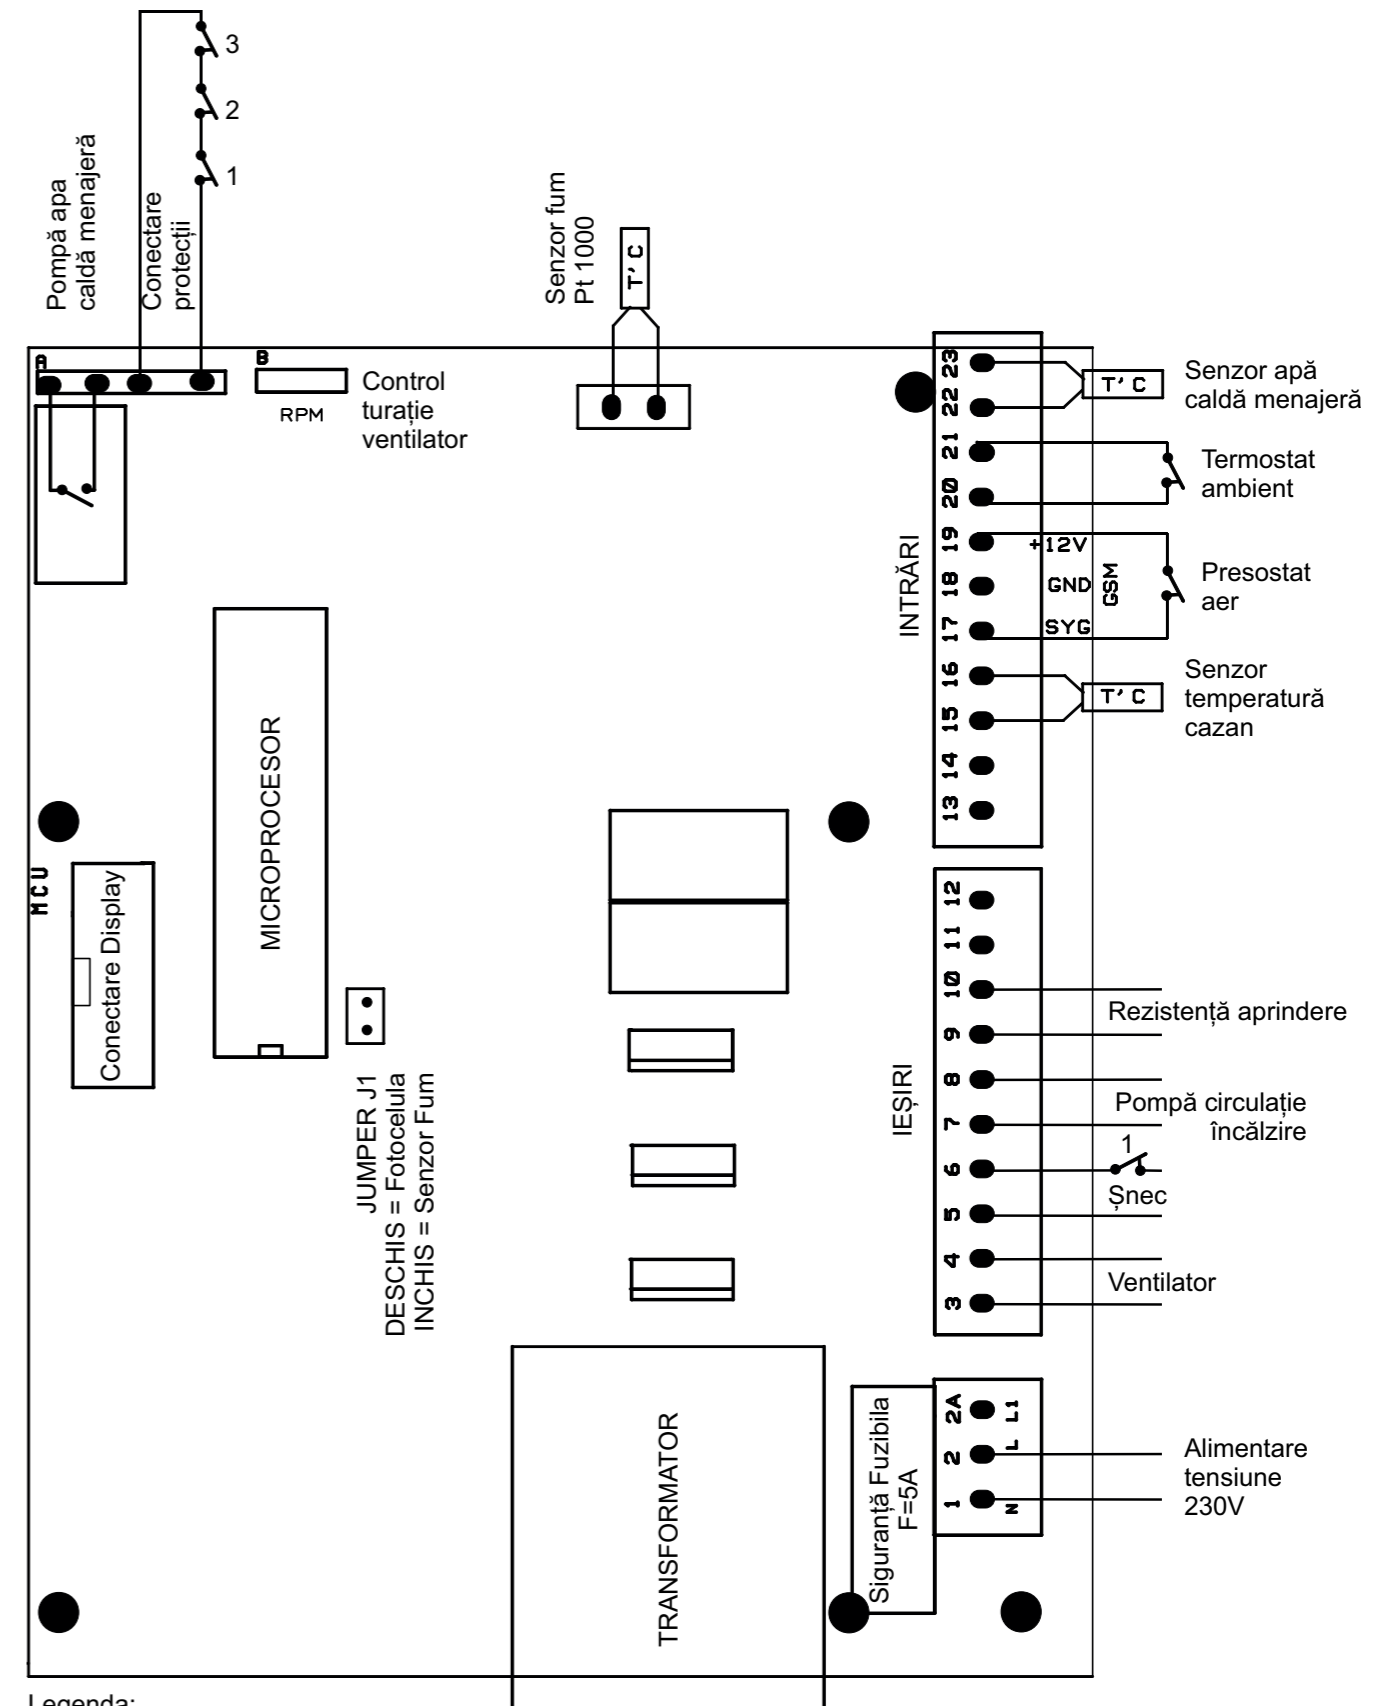 3
2
1
Pompă apa
caldă menajeră
Conectare
protecții
Senzor fum
Pt 1000
T' C
A
B
RPM
Control
turație
ventilator
23
22
21
20
19
18
17
16
15
14
13
INTRĂRI
+12V
GND
SYG
GSM
T' C
Senzor apă
caldă menajeră
Termostat
ambient
Presostat
aer
T' C
Senzor
temperatură
cazan
MICROPROCESOR
MCU
Conectare Display
JUMPER J1
DESCHIS = Fotocelula
INCHIS = Senzor Fum
12
11
10
9
8
7
6
5
4
3
IEȘIRI
Rezistență aprindere
Pompă circulație
încălzire
1
Șnec
Ventilator
TRANSFORMATOR
Siguranță Fuzibila
F=5A
2A L1
2 L
1 N
Alimentare
tensiune
230V
Legenda: